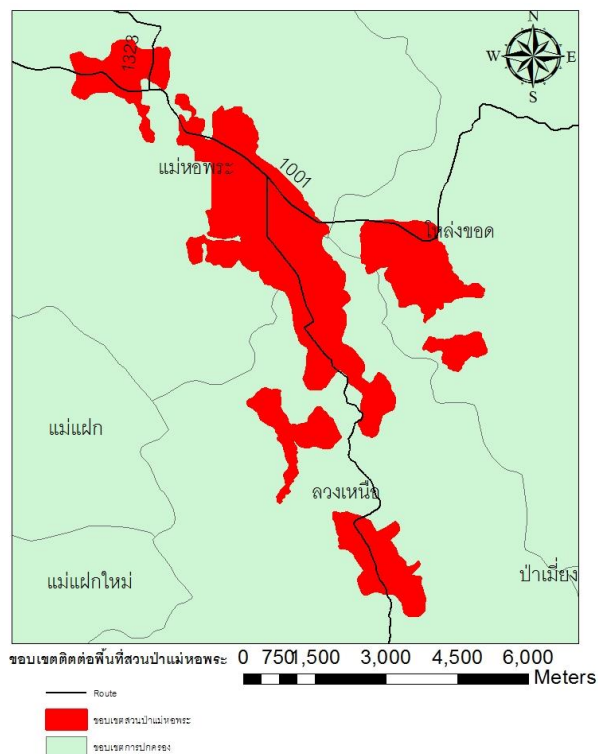 N
W E
S
1323
1001
แม่หอพระ
โหล่งขอด
แม่แฝก
ลวงเหนือ
แม่แฝกใหม่
ป่าเมี่ยง
ขอบเขตติดต่อพื้นที่สวนป่าแม่หอพระ 0 750 1,500 3,000 4,500 6,000
Meters
Route
ขอบเขตสวนป่าแม่หอพระ
ขอบเขตการปกครอง